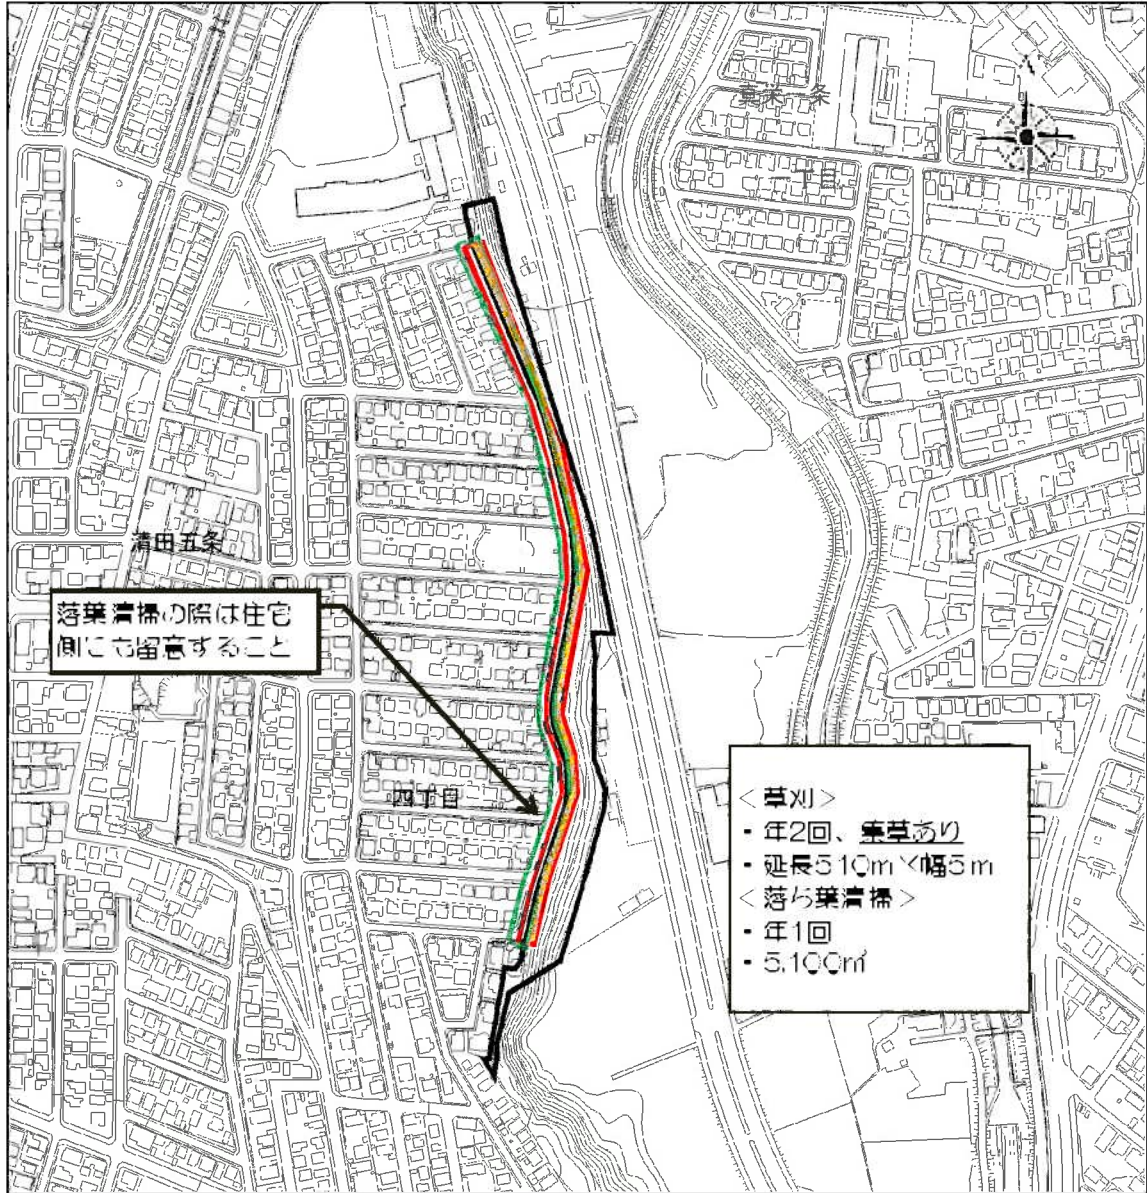 真栄一条
一丁目
清田五条
落葉清掃の際は住宅
側にも留意すること
四丁目
＜草刈＞
・年2回、集草あり
・延長510m×幅5m
＜落ち葉清掃＞
・年1回
・5,100㎡